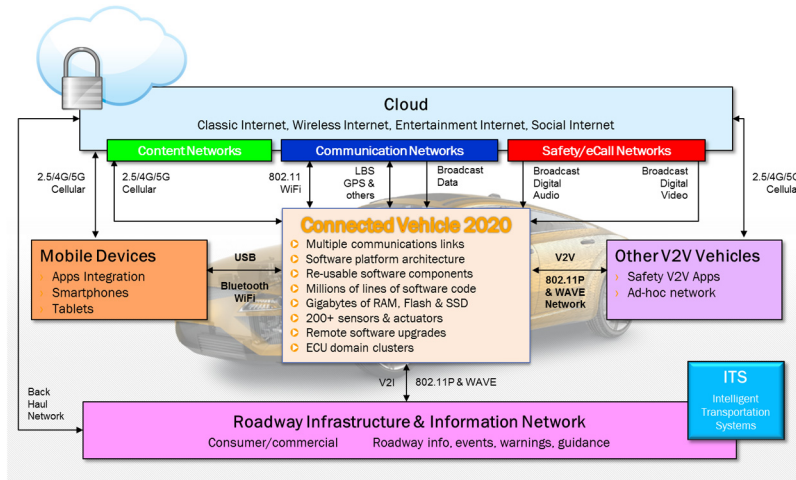 Cloud
Classic Internet, Wireless Internet, Entertainment Internet, Social Internet
Content Networks
Communication Networks
Safety/eCall Networks
2.5/4G/5G
Cellular
2.5/4G/5G
Cellular
802.11
WiFi
LBS
GPS &
others
Broadcast
Data
Broadcast
Digital
Audio
Broadcast
Digital
Video
2.5/4G/5G
Cellular
Connected Vehicle 2020
Multiple communications links
Software platform architecture
Re-usable software components
Millions of lines of software code
Gigabytes of RAM, Flash & SSD
200+ sensors & actuators
Remote software upgrades
ECU domain clusters
Mobile Devices
Apps Integration
Smartphones
Tablets
USB
Bluetooth
WiFi
V2V
802.11P
& WAVE
Network
Other V2V Vehicles
Safety V2V Apps
Ad-hoc network
V2I
802.11P & WAVE
ITS
Intelligent
Transportation
Systems
Back
Haul
Network
Roadway Infrastructure & Information Network
Consumer/commercial Roadway info, events, warnings, guidance